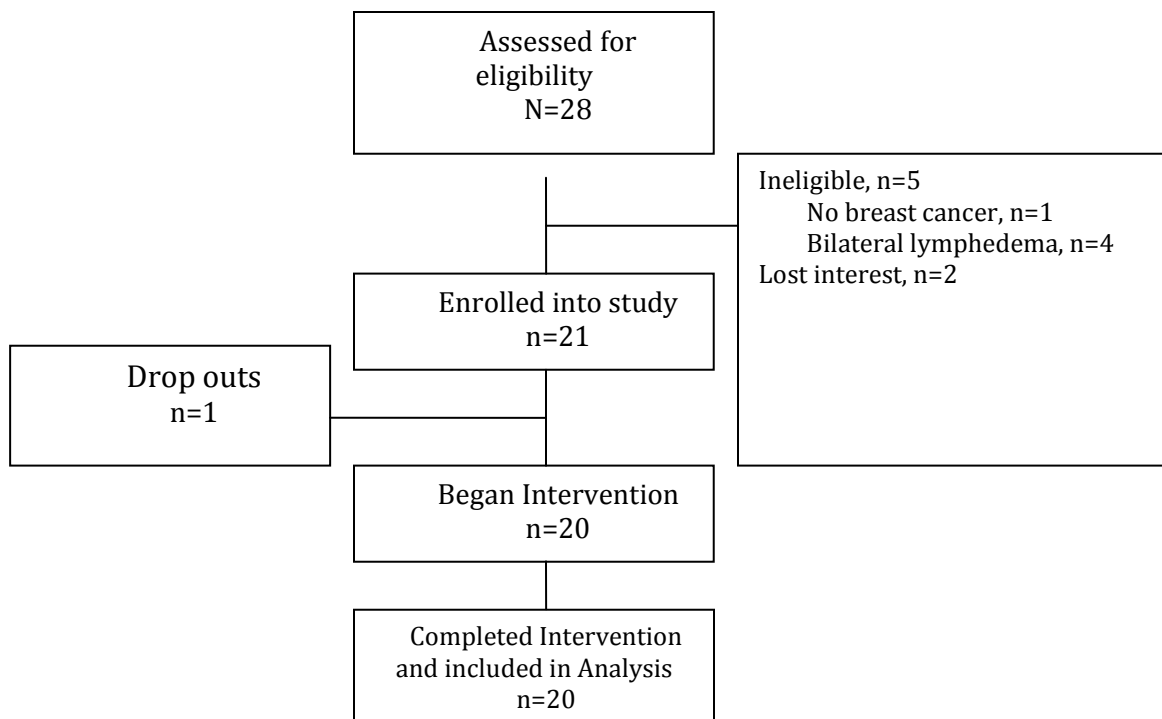 Assessed for
eligibility
N=28
Ineligible, n=5
No breast cancer, n=1
Bilateral lymphedema, n=4
Lost interest, n=2
Enrolled into study
n=21
Drop outs
n=1
Began Intervention
n=20
Completed Intervention
and included in Analysis
n=20